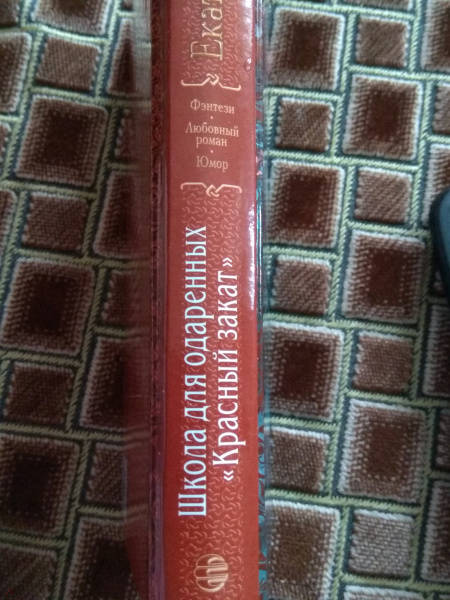 Екат
Фэнтези
•
Любовный
роман
•
Юмор
Школа для одаренных
«Красный закат»